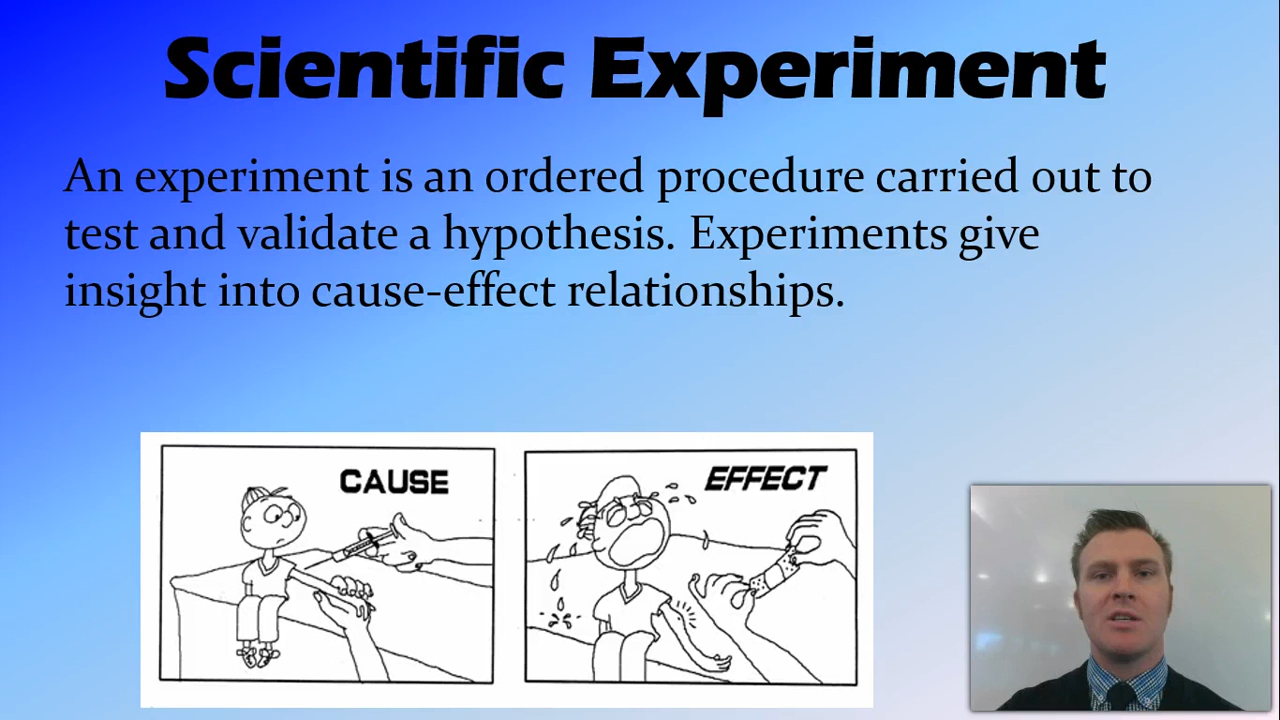 Scientific Experiment
An experiment is an ordered procedure carried out to
test and validate a hypothesis. Experiments give
insight into cause-effect relationships.
CAUSE
EFFECT